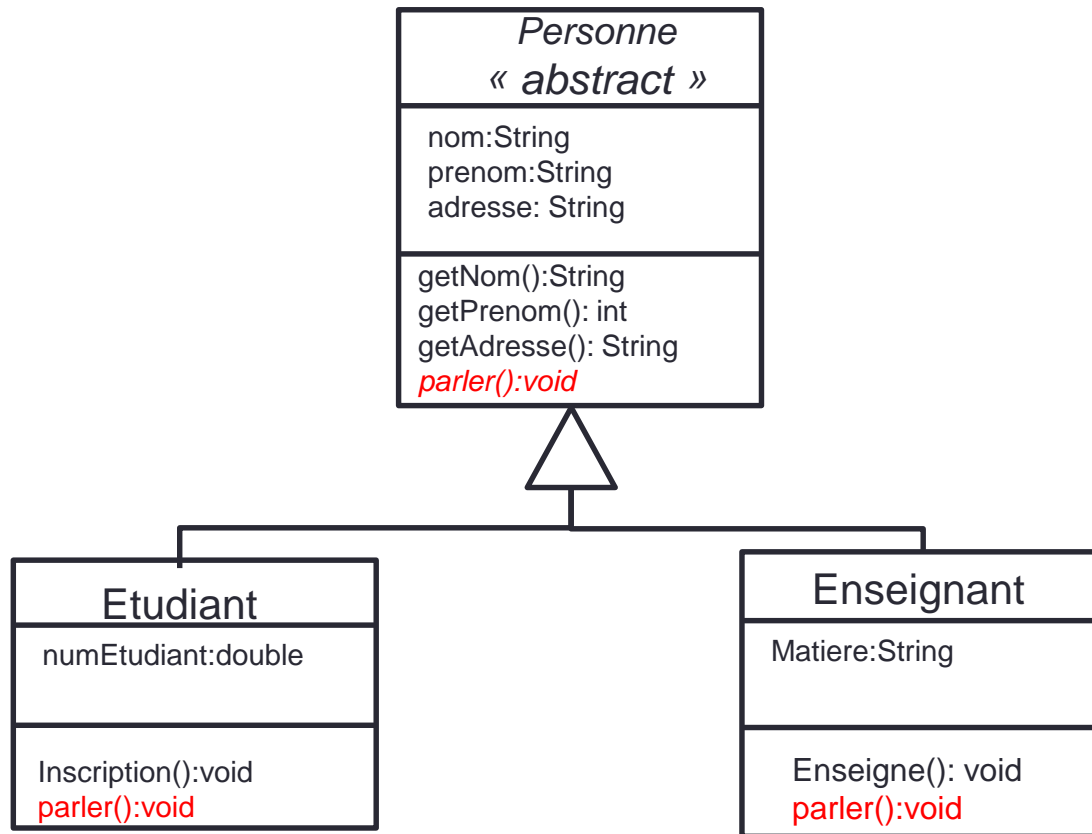 Personne
« abstract »
nom:String
prenom:String
adresse: String
getNom():String
getPrenom(): int
getAdresse(): String
parler():void
Etudiant
numEtudiant:double
Inscription():void
parler():void
Enseignant
Matiere:String
Enseigne(): void
parler():void